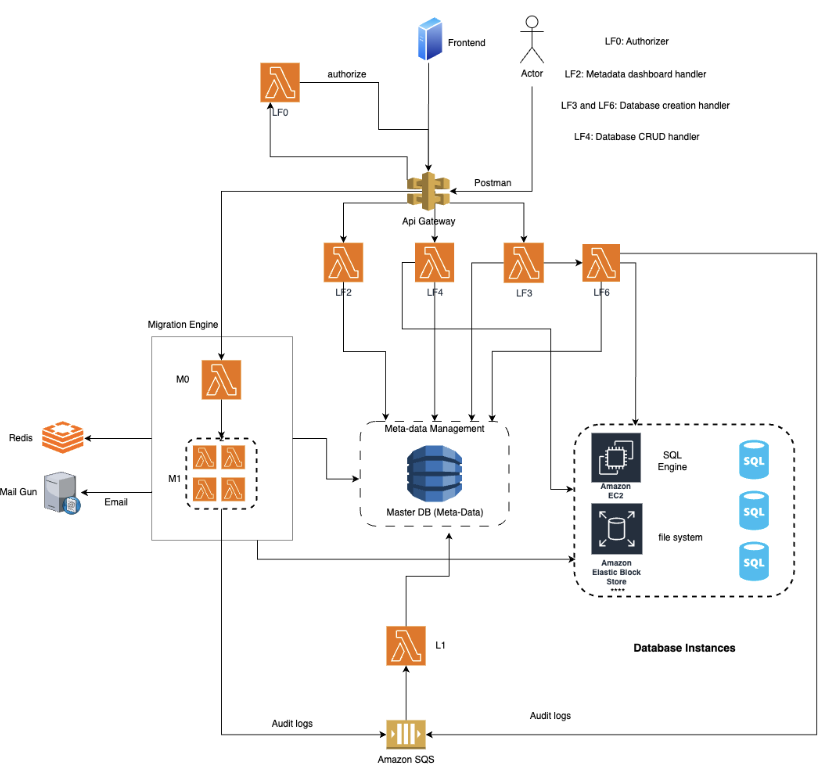 Frontend
Actor
LF0: Authorizer
LF2: Metadata dashboard handler
LF3 and LF6: Database creation handler
LF4: Database CRUD handler
authorize
LF0
Postman
Api Gateway
LF2
LF4
LF3
LF6
Migration Engine
M0
M1
Redis
Mail Gun
Email
Meta-data Management
Master DB (Meta-Data)
Amazon
EC2
SQL
Engine
SQL
SQL
SQL
file system
Amazon
Elastic Block
Store
****
Database Instances
L1
Audit logs
Audit logs
Amazon SQS